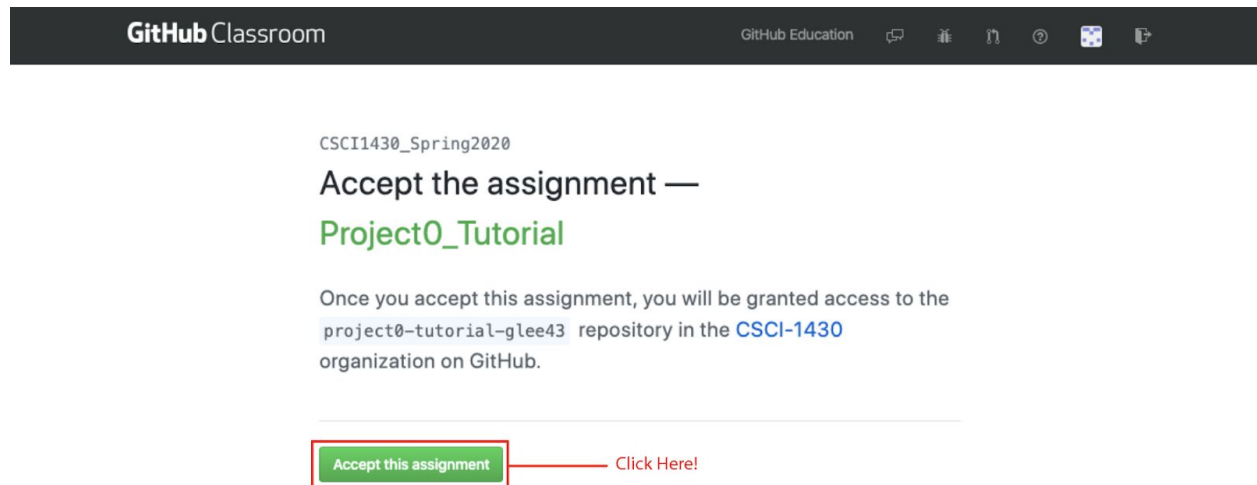 GitHub Classroom GitHub Education
CSCI1430_Spring2020
Accept the assignment —
Project0_Tutorial
Once you accept this assignment, you will be granted access to the
project0-tutorial-glee43 repository in the CSCI-1430
organization on GitHub.
Accept this assignment Click Here!